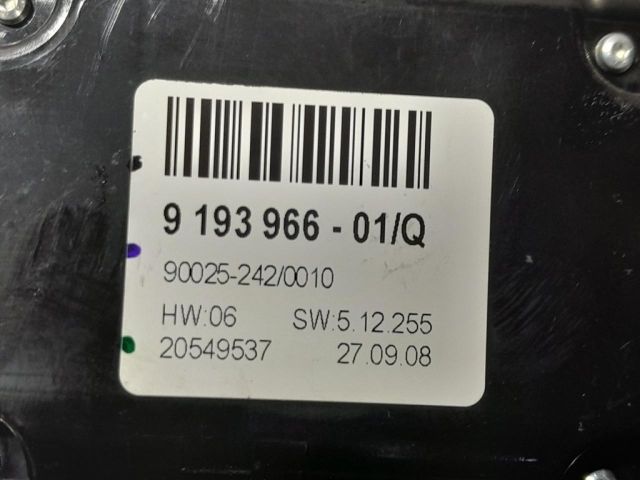 9 193 966 - 01/Q
90025-242/0010
HW:06 SW:5.12.255
20549537 27.09.08